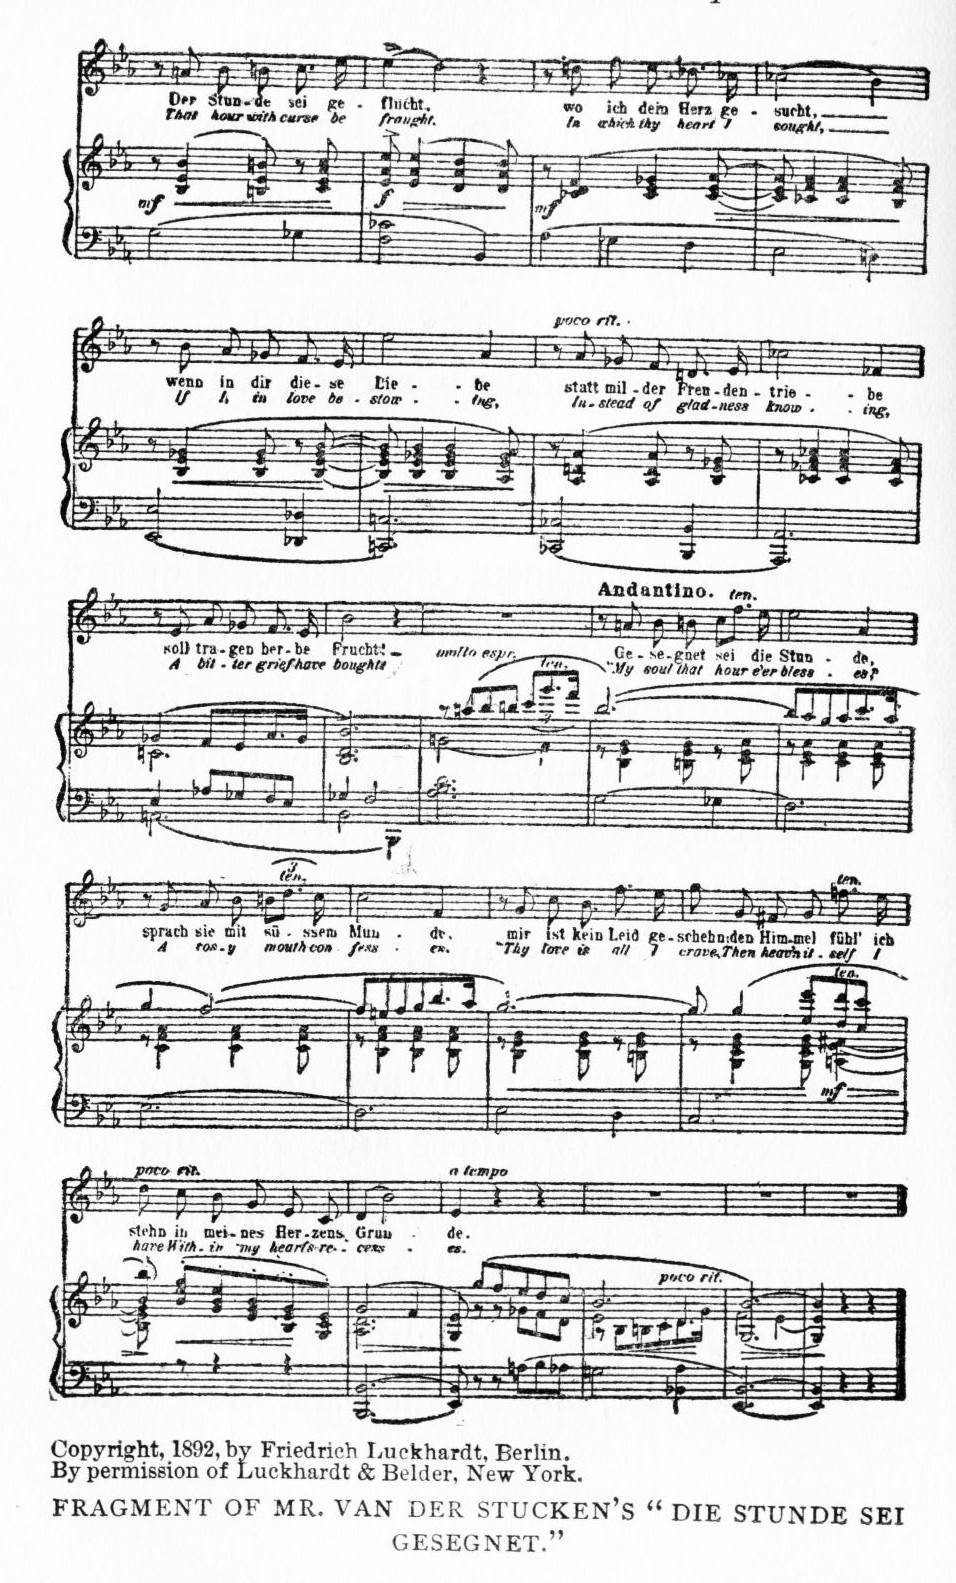 Der Stun-de sei ge - flucht, wo ich dein Herz ge - sucht,
That hour with curse be fraught. In which thy heart I sought,
mf f mf
poco rit.
wenn in dir die-se Lie - - be statt mil-der Freu-den-trie - - be
If I, in love be-stow - - ing, In-stead of glad-ness know - - ing,
Andantino. ten.
soll tra-gen her-be Frucht! molto espr. Ge-se-gnet sei die Stun - de,
A bit-ter grief have bought! ten. "My soul that hour e'er bless - es,
3
3
ten. ten.
sprach sie mit sü-ssem Mun - de. mir ist kein Leid ge-schehn; den Him-mel fühl' ich
A ros-y mouth con-fess - es. "Thy love is all I crave, Then heav'n it-self I
ten.
mf
poco rit. a tempo
stehn in mei-nes Her-zens Grun - de.
have With-in my heart's re-cess - es.
poco rit.
Copyright, 1892, by Friedrich Luckhardt, Berlin.
By permission of Luckhardt & Belder, New York.
FRAGMENT OF MR. VAN DER STUCKEN'S “ DIE STUNDE SEI
GESEGNET.”